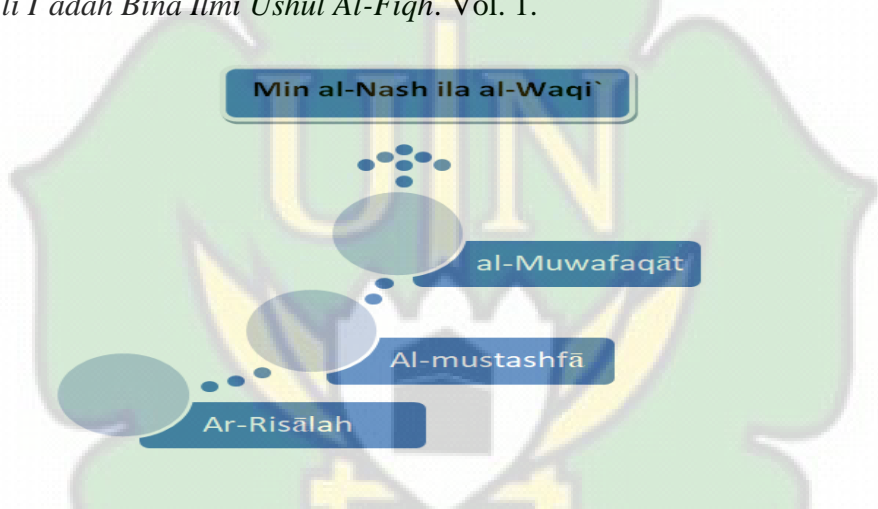 li I'adah Bina Ilmi Ushul Al-Fiqh. Vol. 1.
Min al-Nash ila al-Waqi`
al-Muwafaqāt
Al-mustashfā
Ar-Risālah
UIN